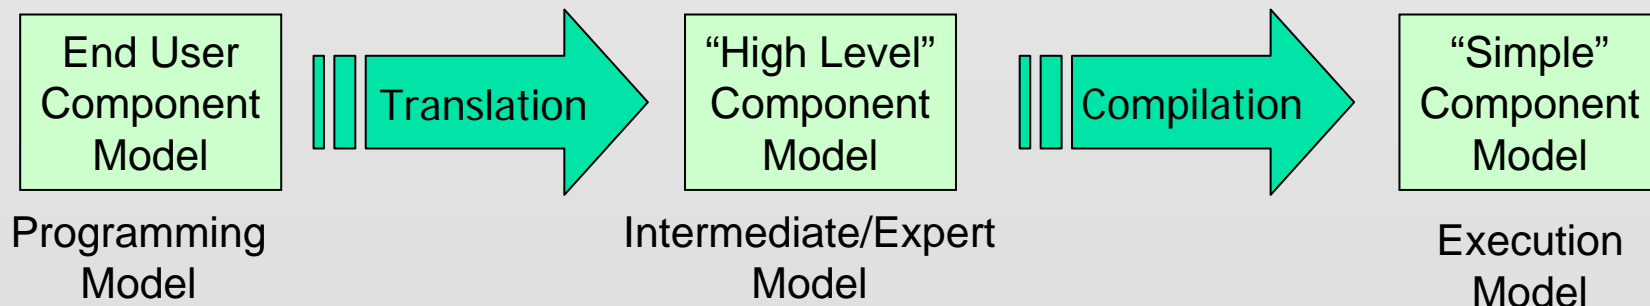 End User
Component
Model
Translation
“High Level”
Component
Model
Compilation
“Simple”
Component
Model
Programming
Model
Intermediate/Expert
Model
Execution
Model